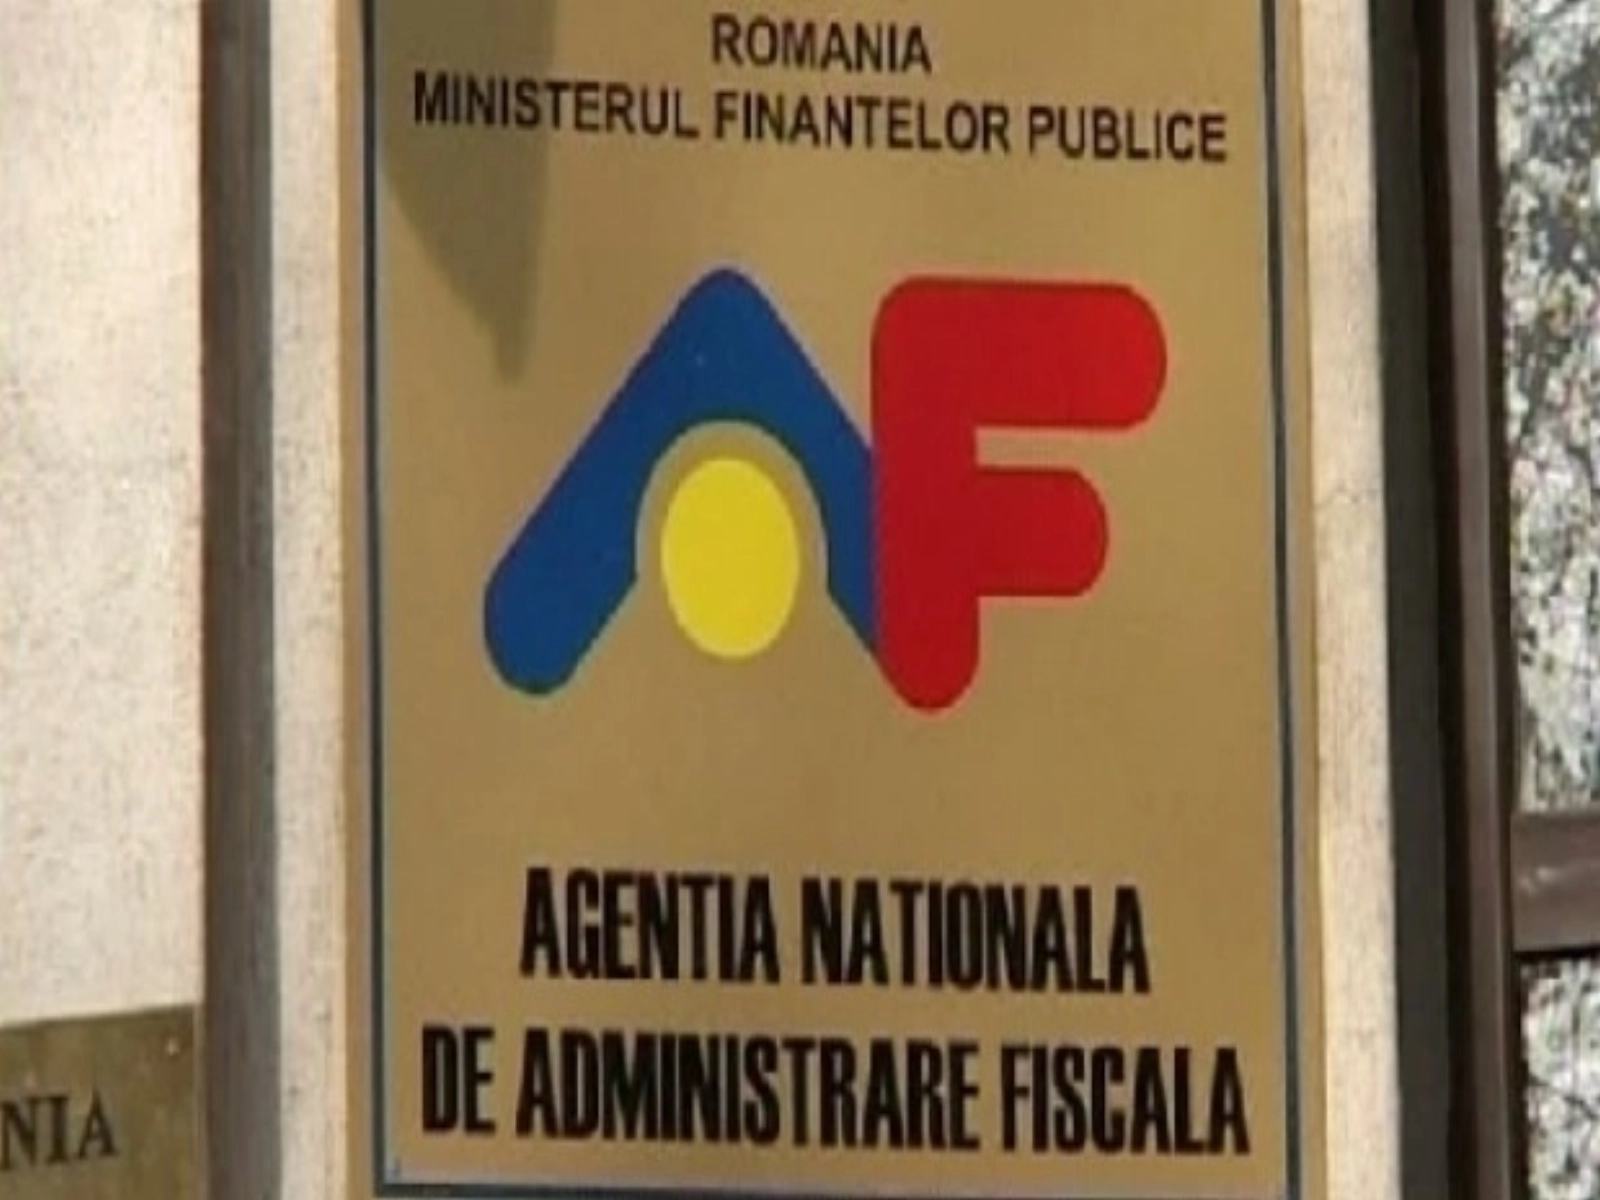 ROMANIA
MINISTERUL FINANTELOR PUBLICE
AF
AGENTIA NATIONALA
DE ADMINISTRARE FISCALA
NIA